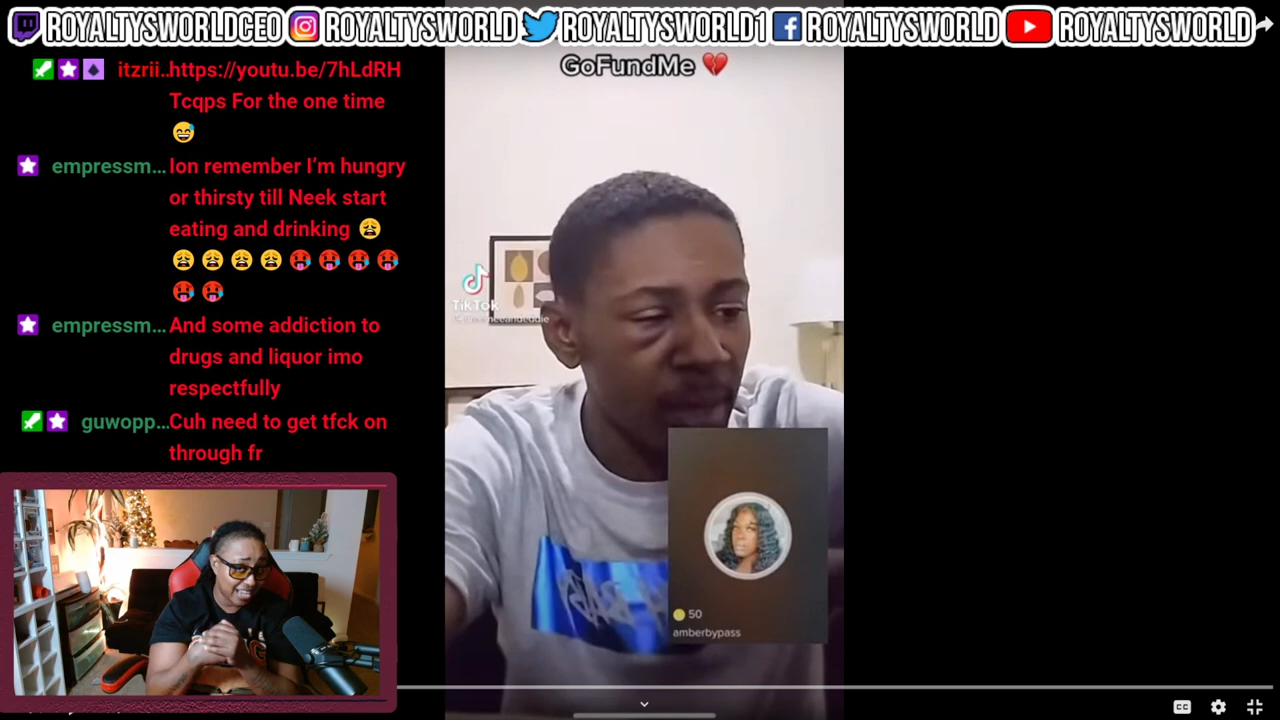 ROYALTYSWORLDCEO ROYALTYSWORLD ROYALTYSWORLD1 ROYALTYSWORLD ROYALTYSWORLD
GoFundMe 💔
itzrii.. https://youtu.be/7hLdRH
Tcqps For the one time
😅
empressm... Ion remember I’m hungry
or thirsty till Neek start
eating and drinking 😩
😩😩😩😩🥵🥵🥵🥵
🥵🥵
empressm... And some addiction to
drugs and liquor imo
respectfully
guwopp... Cuh need to get tfck on
through fr
TikTok
50
amberbypass
CC